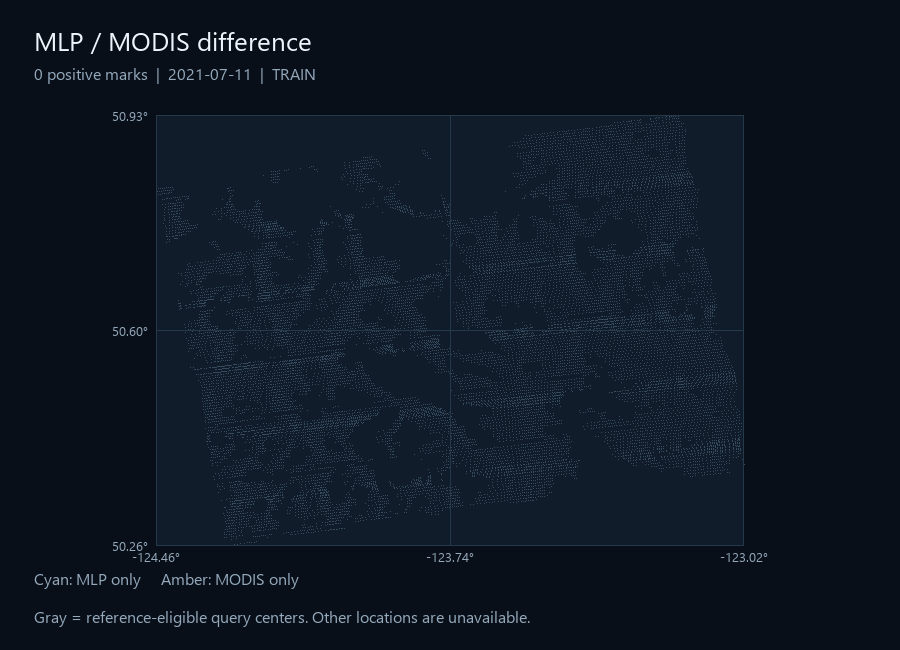 MLP / MODIS difference
0 positive marks | 2021-07-11 | TRAIN
50.93°
50.60°
50.26°
-124.46°
-123.74°
-123.02°
Cyan: MLP only Amber: MODIS only
Gray = reference-eligible query centers. Other locations are unavailable.